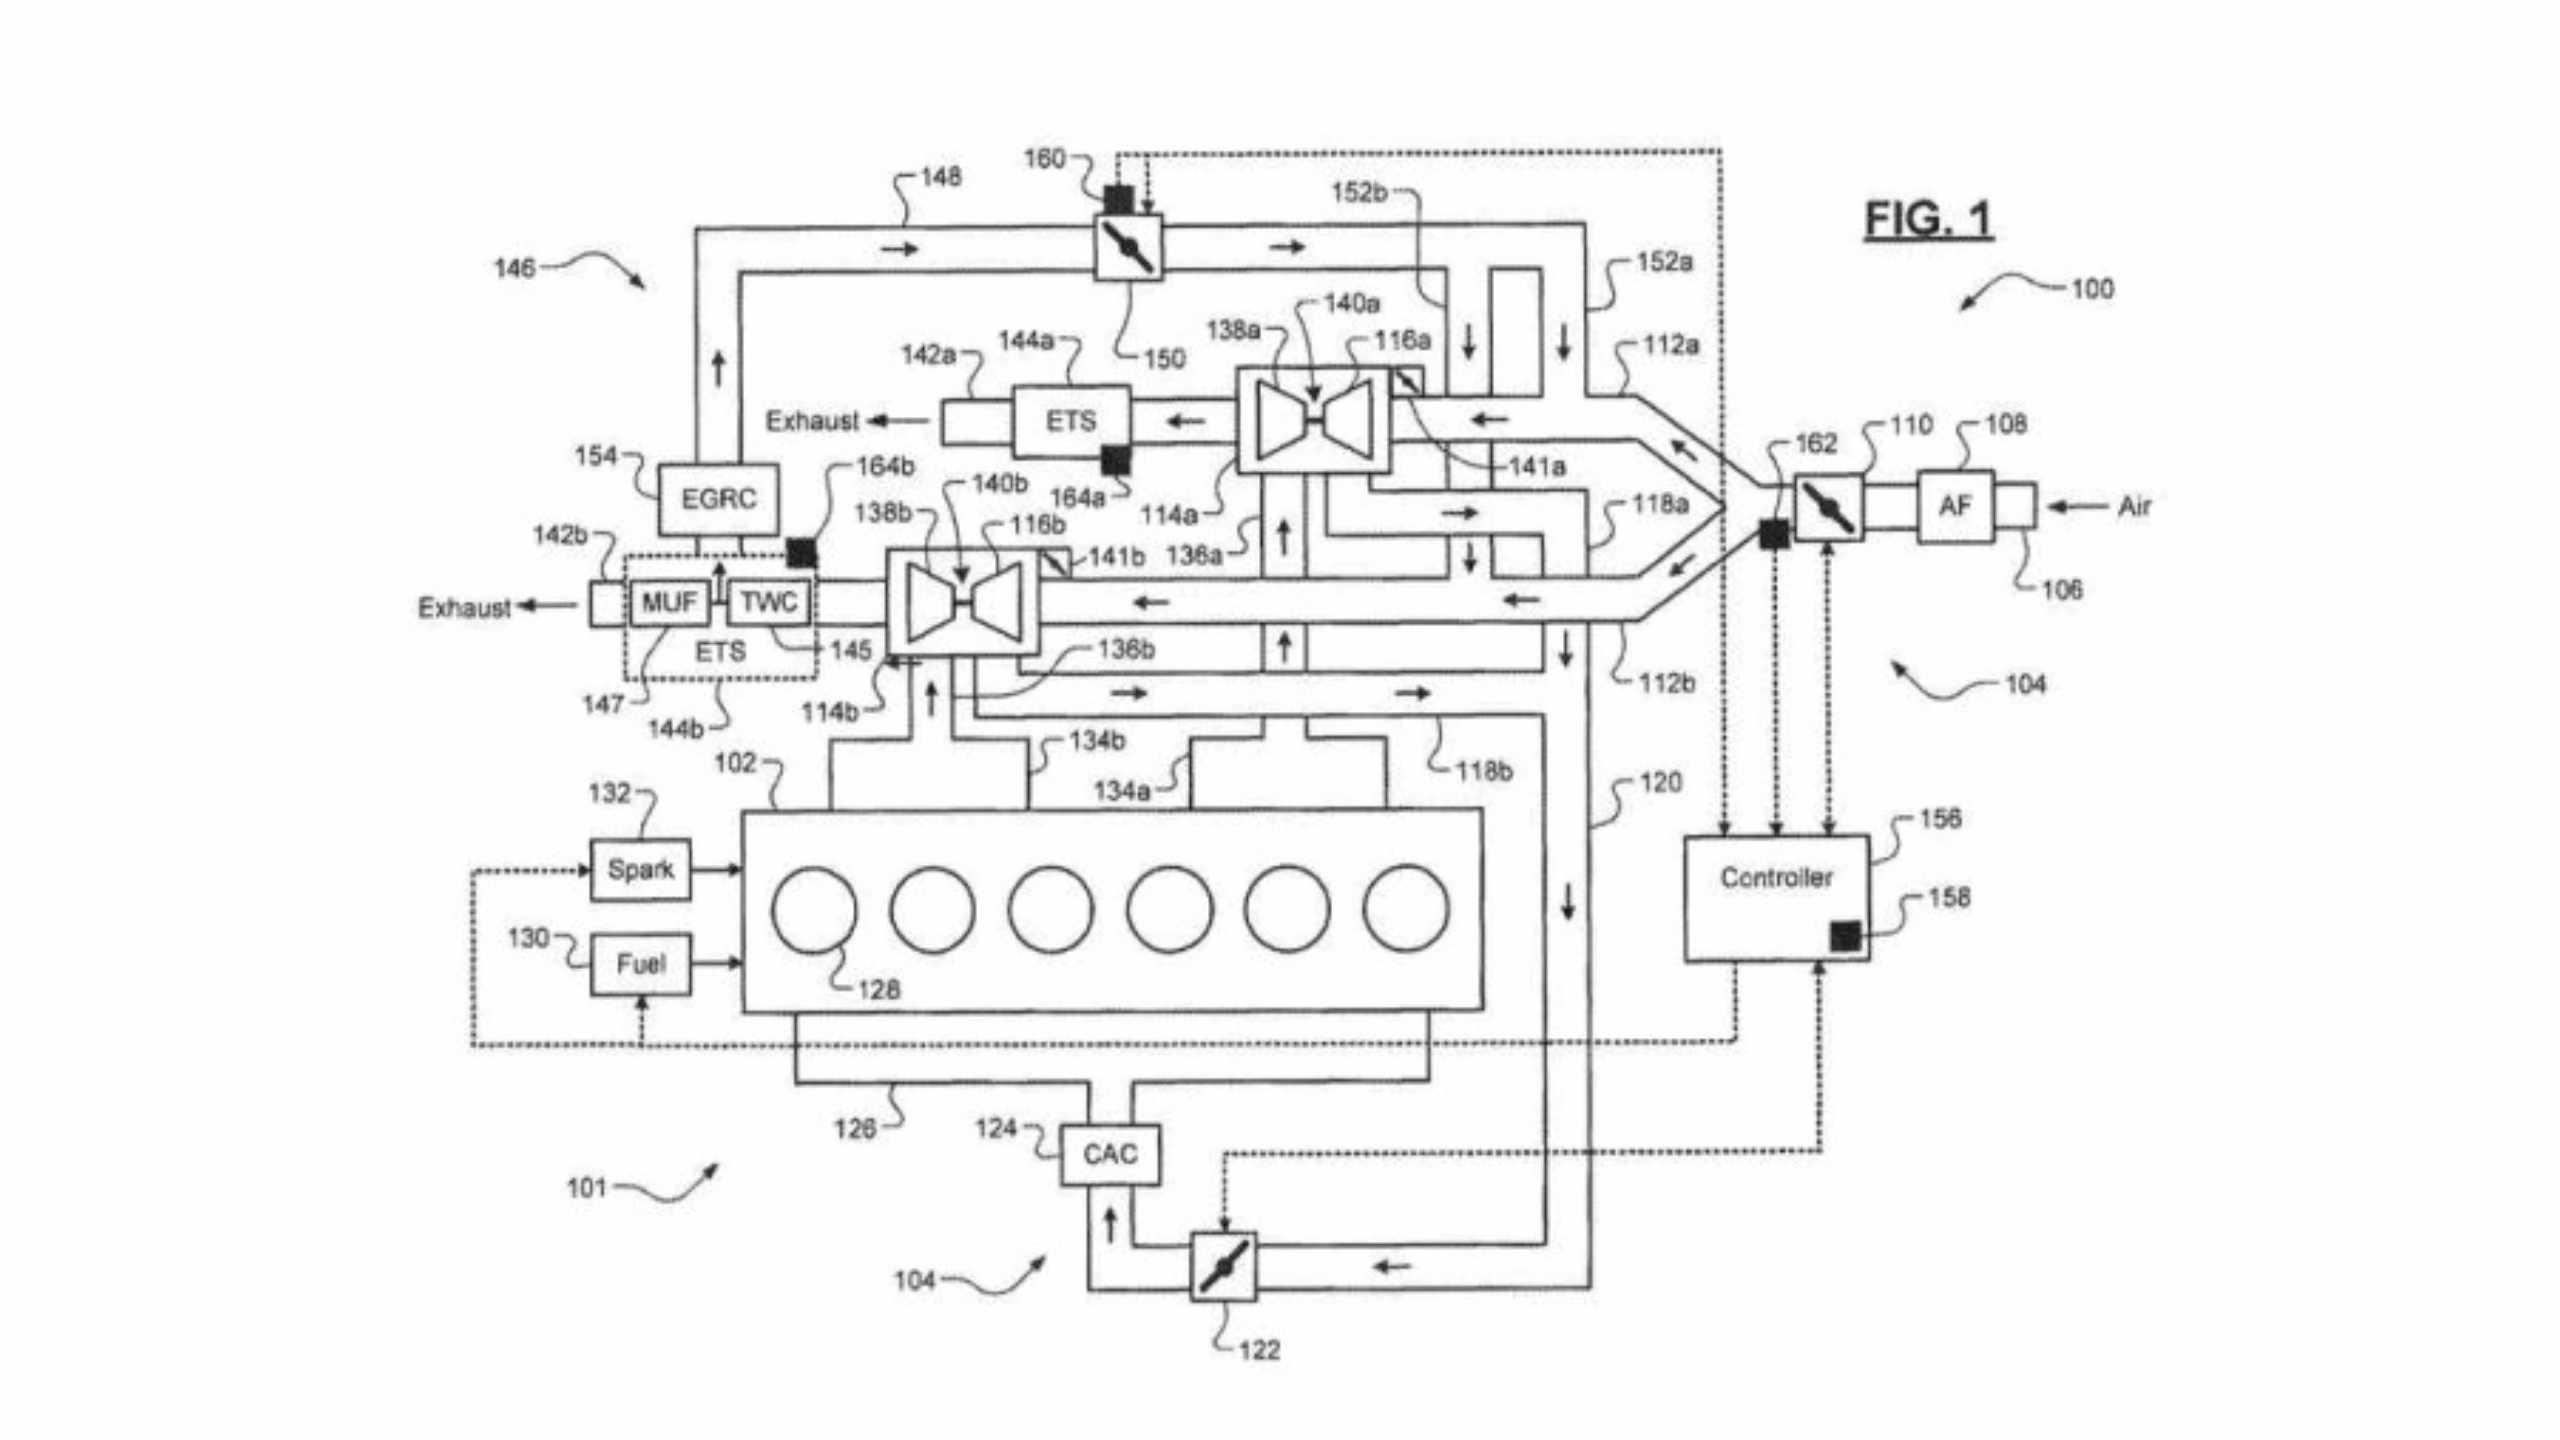 FIG. 1
160
148
152b
146
152a
100
140a
138a
116a
112a
144a
142a
150
Exhaust
ETS
110
108
162
154
164b
EGRC
140b
164a
141a
AF
Air
138b
116b
114a
118a
142b
141b
136a
106
Exhaust
MUF
TWC
ETS
145
136b
147
114b
112b
104
144b
134b
102
118b
132
134a
120
Spark
156
Controller
130
158
Fuel
128
126
124
CAC
101
104
122